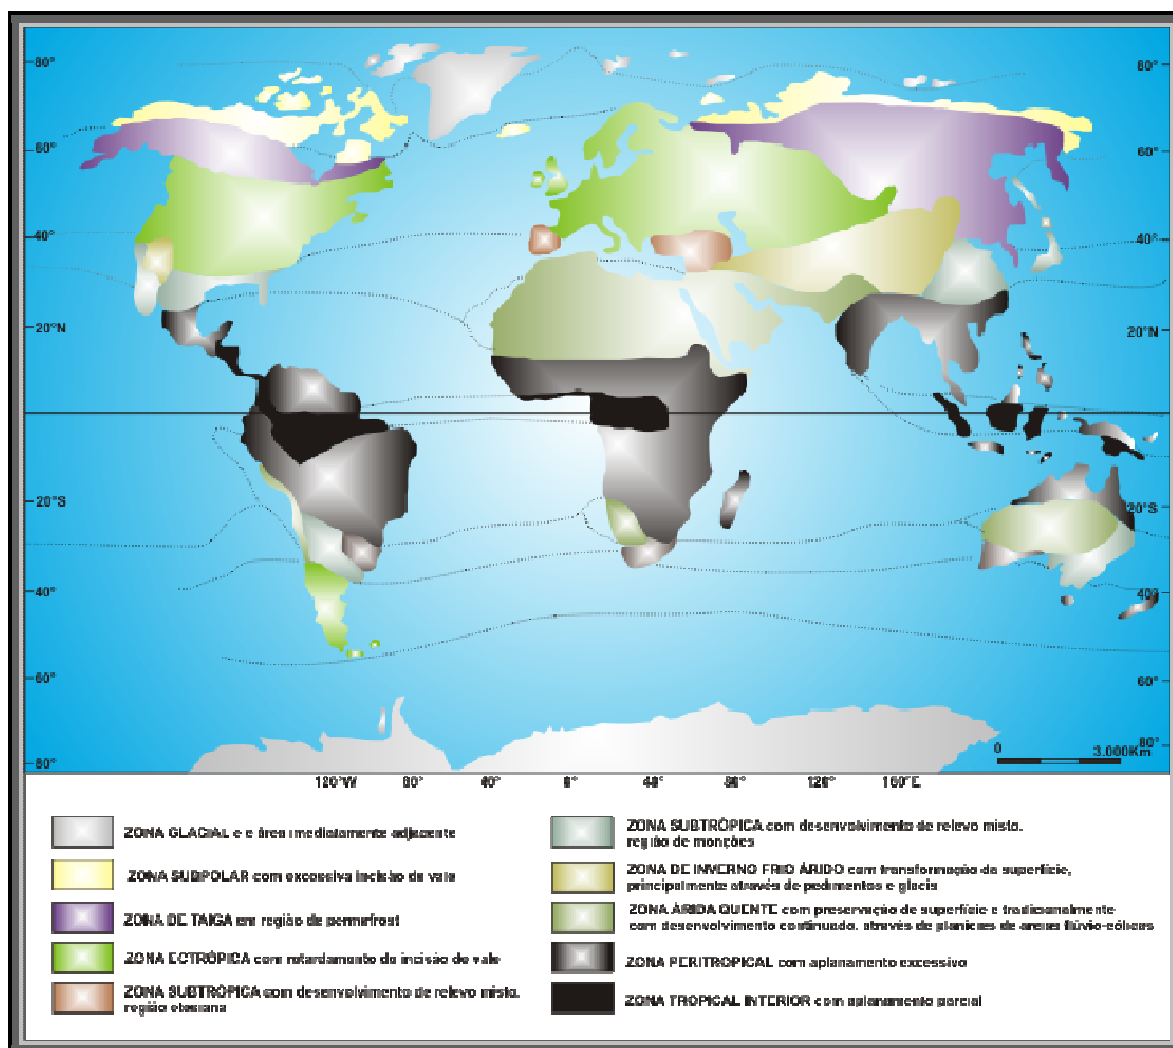 80° 80°
60° 60°
40° 40°
20°N 20°N
20°S 20°S
40° 40°
60° 60°
80° 80°
0 3.000Km
120°W 80° 40° 0° 40° 80° 120° 160°E
ZONA GLACIAL e e área imediatamente adjacente
ZONA SUBPOLAR com excessiva incisão de vale
ZONA DE TAIGA em região de permafrost
ZONA ECTRÓPICA com retardamento de incisão de vale
ZONA SUBTRÓPICA com desenvolvimento de relevo misto.
região etesiana
ZONA SUBTRÓPICA com desenvolvimento de relevo misto.
região de monções
ZONA DE INVERNO FRIO ÁRIDO com transformação da superfície,
principalmente através de pedimentos e glacis
ZONA ÁRIDA QUENTE com preservação de superfície e tradicionalmente
com desenvolvimento continuado, através de planícies de areias flúvio-eólicas
ZONA PERITROPICAL com aplanamento excessivo
ZONA TROPICAL INTERIOR com aplanamento parcial